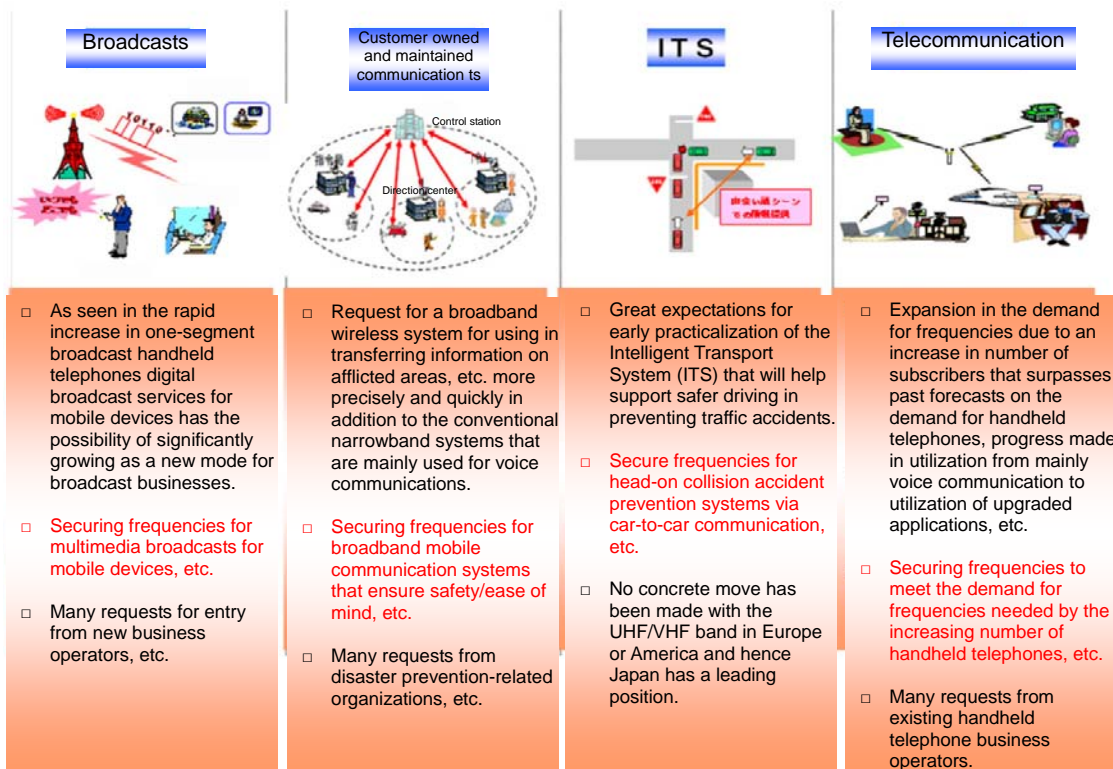 Broadcasts
10110..
Customer owned
and maintained
communication ts
Control station
Direction center
I T S
Telecommunication
□ As seen in the rapid
increase in one-segment
broadcast handheld
telephones digital
broadcast services for
mobile devices has the
possibility of significantly
growing as a new mode for
broadcast businesses.
□ Securing frequencies for
multimedia broadcasts for
mobile devices, etc.
□ Many requests for entry
from new business
operators, etc.
□ Request for a broadband
wireless system for using in
transferring information on
afflicted areas, etc. more
precisely and quickly in
addition to the conventional
narrowband systems that
are mainly used for voice
communications.
□ Securing frequencies for
broadband mobile
communication systems
that ensure safety/ease of
mind, etc.
□ Many requests from
disaster prevention-related
organizations, etc.
□ Great expectations for
early practicalization of the
Intelligent Transport
System (ITS) that will help
support safer driving in
preventing traffic accidents.
□ Secure frequencies for
head-on collision accident
prevention systems via
car-to-car communication,
etc.
□ No concrete move has
been made with the
UHF/VHF band in Europe
or America and hence
Japan has a leading
position.
□ Expansion in the demand
for frequencies due to an
increase in number of
subscribers that surpasses
past forecasts on the
demand for handheld
telephones, progress made
in utilization from mainly
voice communication to
utilization of upgraded
applications, etc.
□ Securing frequencies to
meet the demand for
frequencies needed by the
increasing number of
handheld telephones, etc.
□ Many requests from
existing handheld
telephone business
operators.